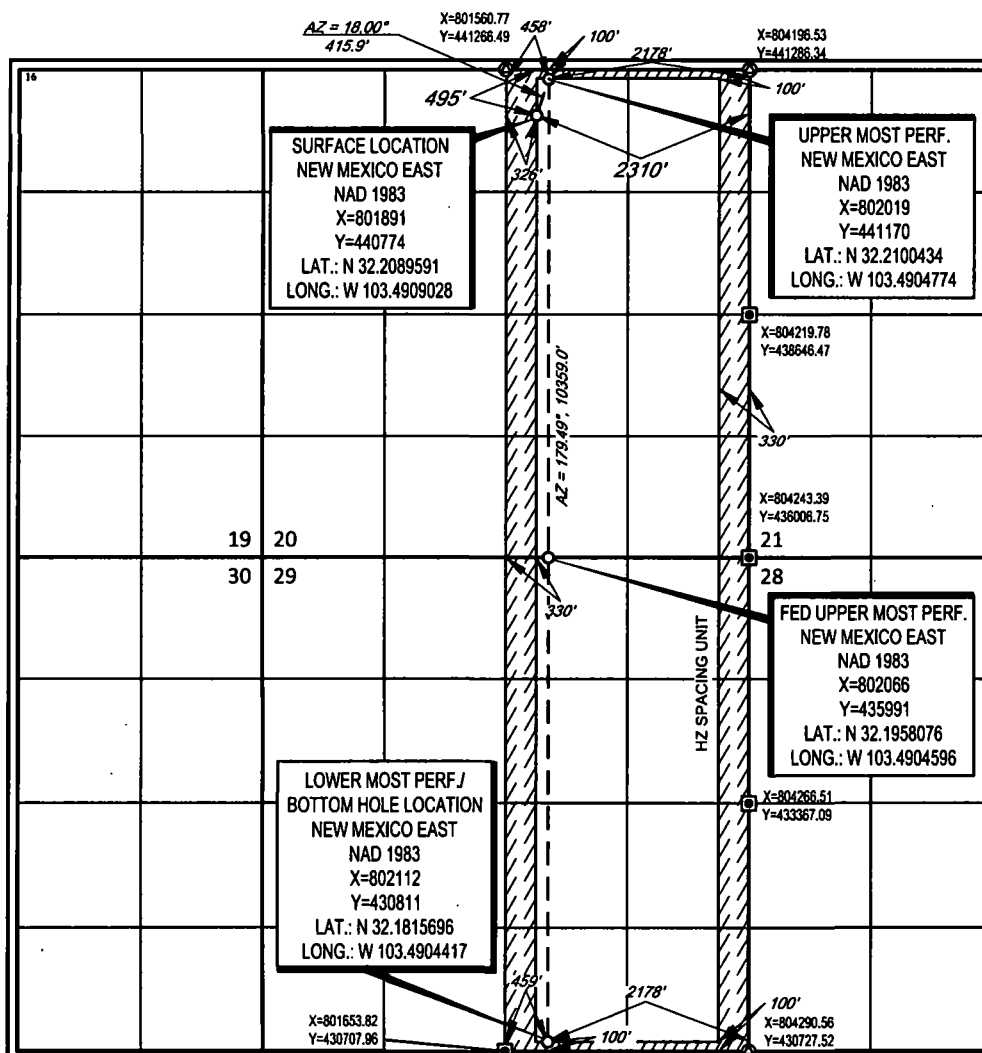 AZ = 18.00°
415.9'
X=801560.77
Y=441266.49
458'
100'
2178'
X=804196.53
Y=441286.34
100'
16
495'
SURFACE LOCATION
NEW MEXICO EAST
NAD 1983
X=801891
Y=440774
LAT.: N 32.2089591
LONG.: W 103.4909028
326'
2310'
UPPER MOST PERF.
NEW MEXICO EAST
NAD 1983
X=802019
Y=441170
LAT.: N 32.2100434
LONG.: W 103.4904774
X=804219.78
Y=438646.47
AZ = 179.49°, 10359.0'
330'
X=804243.39
Y=436006.75
19 20
30 29
21
28
330'
HZ SPACING UNIT
FED UPPER MOST PERF.
NEW MEXICO EAST
NAD 1983
X=802066
Y=435991
LAT.: N 32.1958076
LONG.: W 103.4904596
LOWER MOST PERF./
BOTTOM HOLE LOCATION
NEW MEXICO EAST
NAD 1983
X=802112
Y=430811
LAT.: N 32.1815696
LONG.: W 103.4904417
X=804266.51
Y=433367.09
X=801653.82
Y=430707.96
459'
100'
2178'
100'
X=804290.56
Y=430727.52